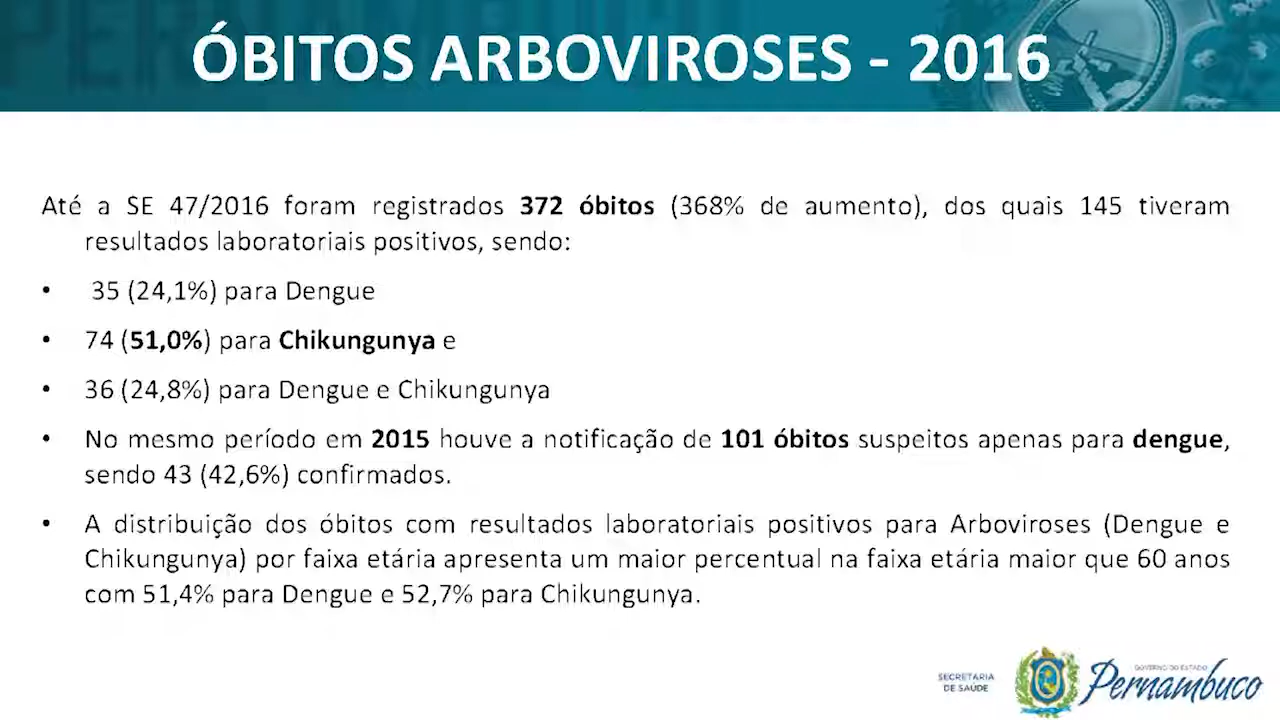 ÓBITOS ARBOVIROSES - 2016
Até a SE 47/2016 foram registrados 372 óbitos (368% de aumento), dos quais 145 tiveram
resultados laboratoriais positivos, sendo:
• 35 (24,1%) para Dengue
• 74 (51,0%) para Chikungunya e
• 36 (24,8%) para Dengue e Chikungunya
• No mesmo período em 2015 houve a notificação de 101 óbitos suspeitos apenas para dengue,
sendo 43 (42,6%) confirmados.
• A distribuição dos óbitos com resultados laboratoriais positivos para Arboviroses (Dengue e
Chikungunya) por faixa etária apresenta um maior percentual na faixa etária maior que 60 anos
com 51,4% para Dengue e 52,7% para Chikungunya.
SECRETARIA
DE SAÚDE
GOVERNO DO ESTADO
Pernambuco